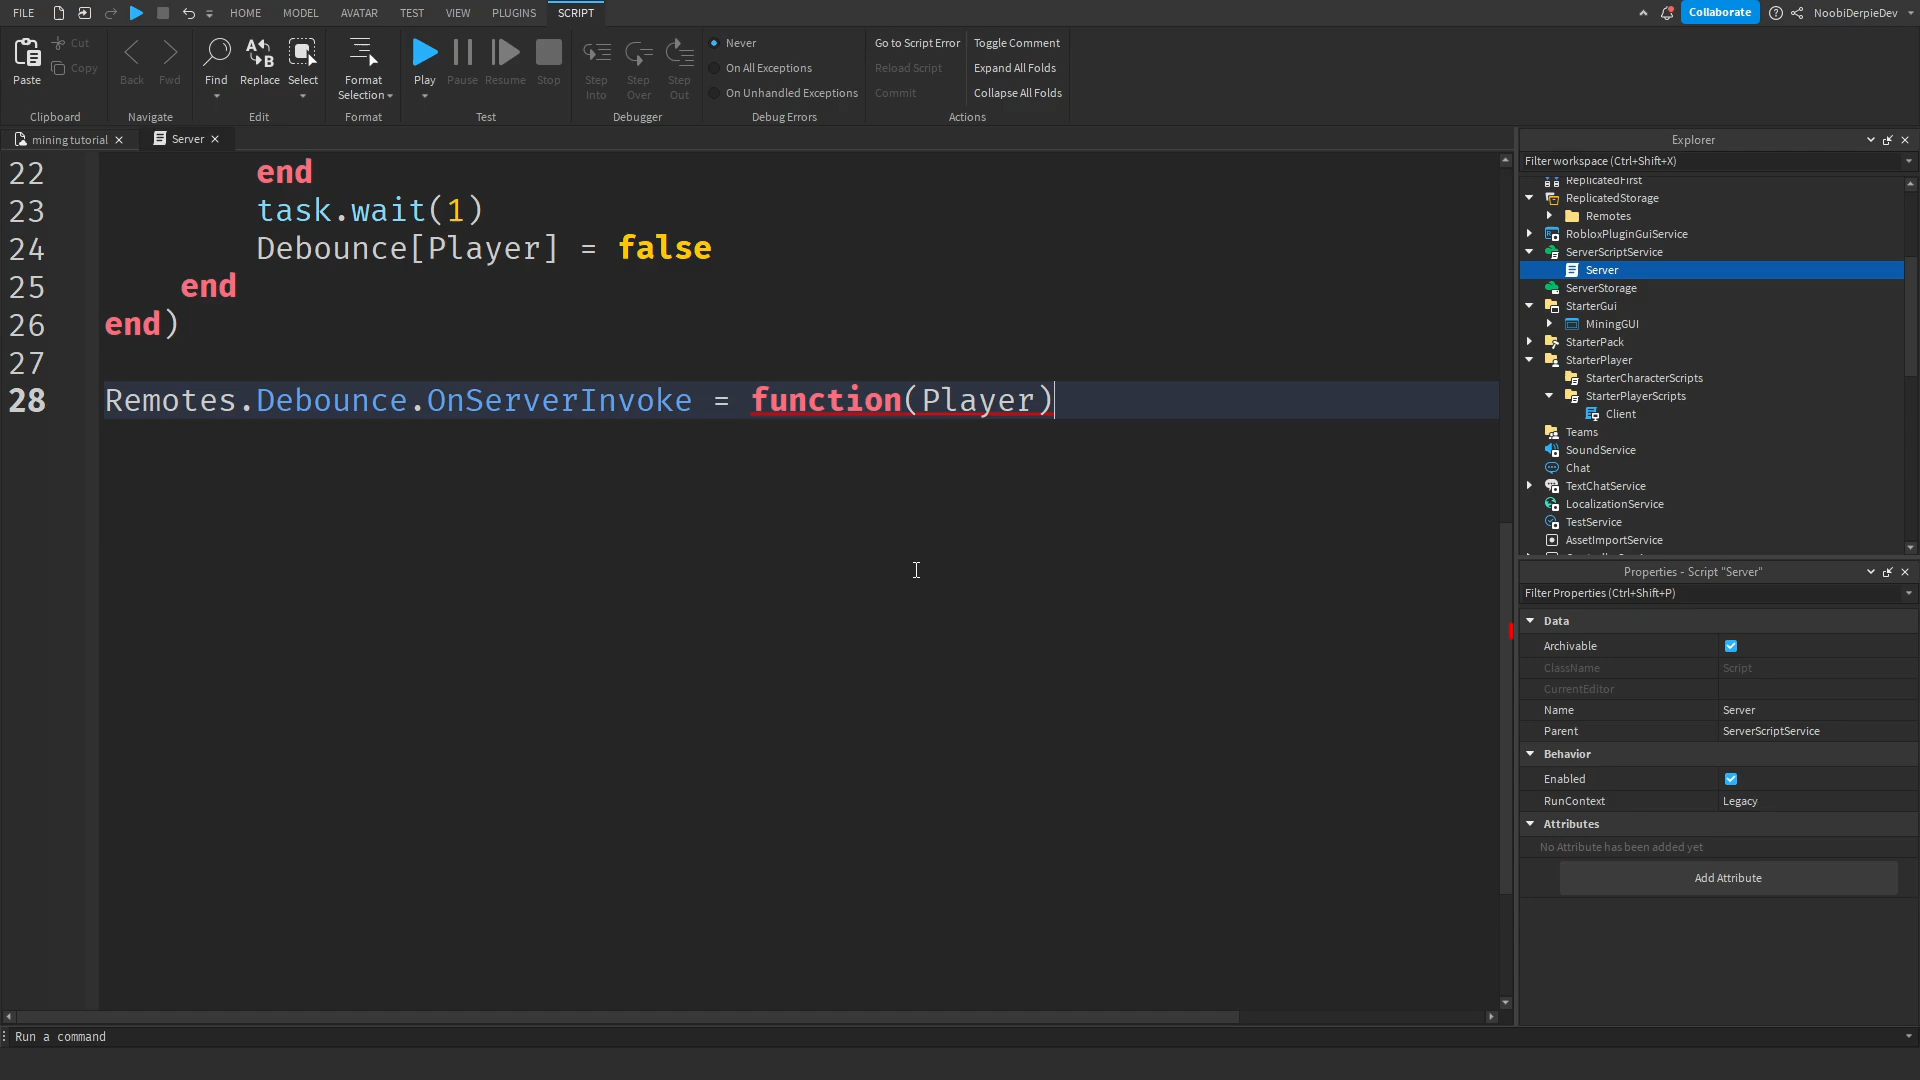 FILE HOME MODEL AVATAR TEST VIEW PLUGINS SCRIPT Collaborate NoobiDerpieDev
Paste Cut Copy Back Fwd Find Replace Select Format Selection Play Pause Resume Stop Step Into Step Over Step Out
Never
On All Exceptions
On Unhandled Exceptions
Go to Script Error
Reload Script
Commit
Toggle Comment
Expand All Folds
Collapse All Folds
Clipboard Navigate Edit Format Test Debugger Debug Errors Actions
mining tutorial Server
22 end
23 task.wait(1)
24 Debounce[Player] = false
25 end
26 end)
27
28 Remotes.Debounce.OnServerInvoke = function(Player)
Run a command
Explorer
Filter workspace (Ctrl+Shift+X)
ReplicatedFirst
ReplicatedStorage
Remotes
RobloxPluginGuiService
ServerScriptService
Server
ServerStorage
StarterGui
MiningGUI
StarterPack
StarterPlayer
StarterCharacterScripts
StarterPlayerScripts
Client
Teams
SoundService
Chat
TextChatService
LocalizationService
TestService
AssetImportService
Properties - Script "Server"
Filter Properties (Ctrl+Shift+P)
Data
Archivable
ClassName Script
CurrentEditor
Name Server
Parent ServerScriptService
Behavior
Enabled
RunContext Legacy
Attributes
No Attribute has been added yet
Add Attribute